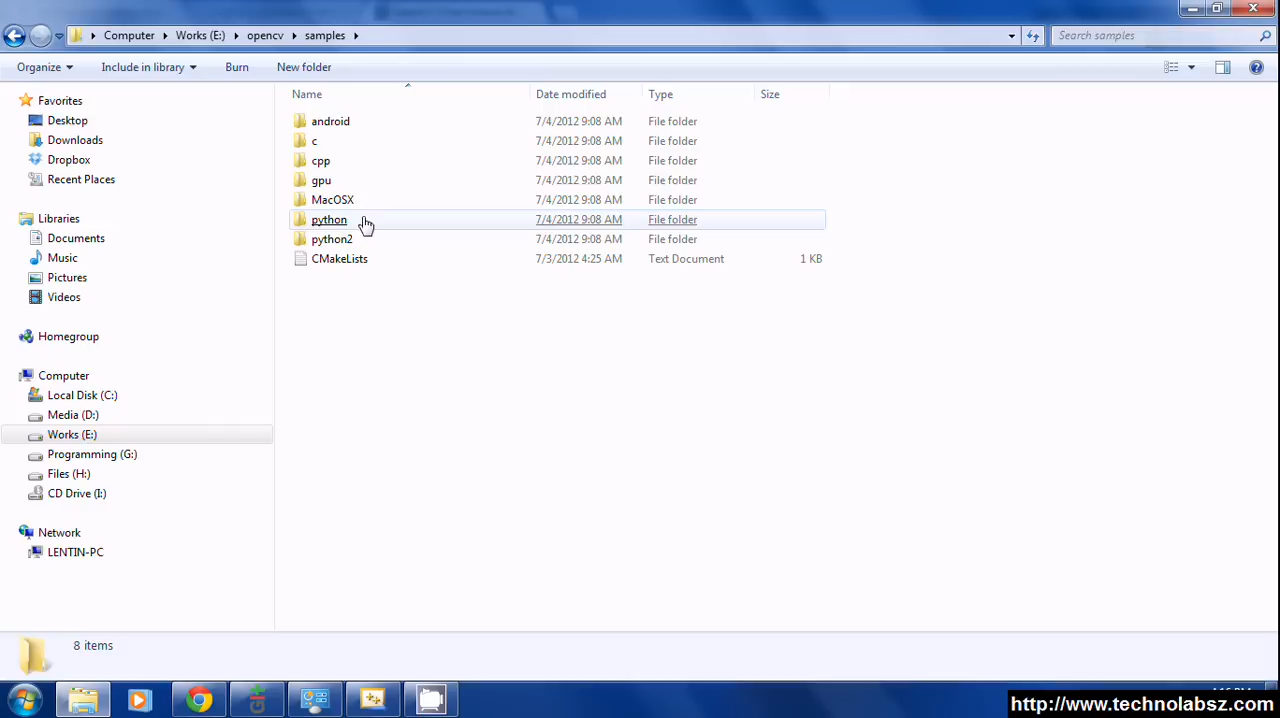 Computer Works (E:) opencv samples Search samples
Organize Include in library Burn New folder
Name Date modified Type Size
Favorites
Desktop
Downloads
Dropbox
Recent Places
Libraries
Documents
Music
Pictures
Videos
Homegroup
Computer
Local Disk (C:)
Media (D:)
Works (E:)
Programming (G:)
Files (H:)
CD Drive (I:)
Network
LENTIN-PC
android 7/4/2012 9:08 AM File folder
c 7/4/2012 9:08 AM File folder
cpp 7/4/2012 9:08 AM File folder
gpu 7/4/2012 9:08 AM File folder
MacOSX 7/4/2012 9:08 AM File folder
python 7/4/2012 9:08 AM File folder
python2 7/4/2012 9:08 AM File folder
CMakeLists 7/3/2012 4:25 AM Text Document 1 KB
8 items
http://www.technolabsz.com